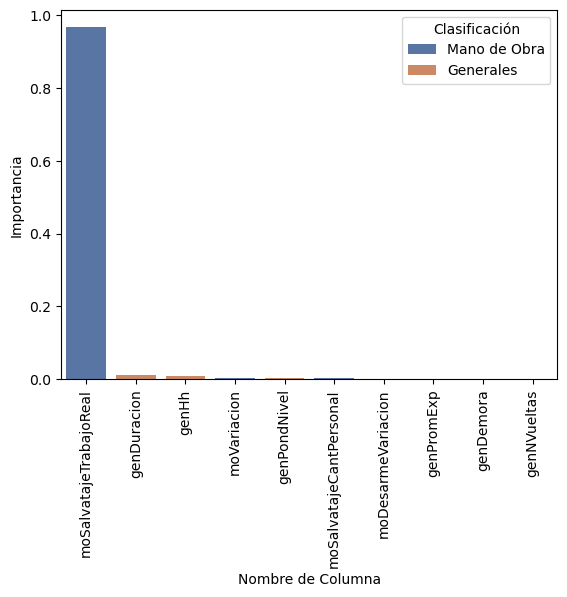 Clasificación
Mano de Obra
Generales
Importancia
1.0
0.8
0.6
0.4
0.2
0.0
moSalvatajeTrabajoReal
genDuracion
genHh
moVariacion
genPondNivel
moSalvatajeCantPersonal
moDesarmeVariacion
genPromExp
genDemora
genNVueltas
Nombre de Columna